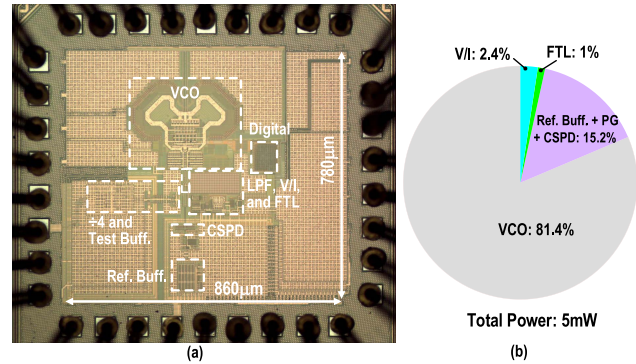 VCO
Digital
780μm
LPF, V/I,
and FTL
÷4 and
Test Buff.
CSPD
Ref. Buff.
860μm
(a)
V/I: 2.4%
FTL: 1%
Ref. Buff. + PG
+ CSPD: 15.2%
VCO: 81.4%
Total Power: 5mW
(b)